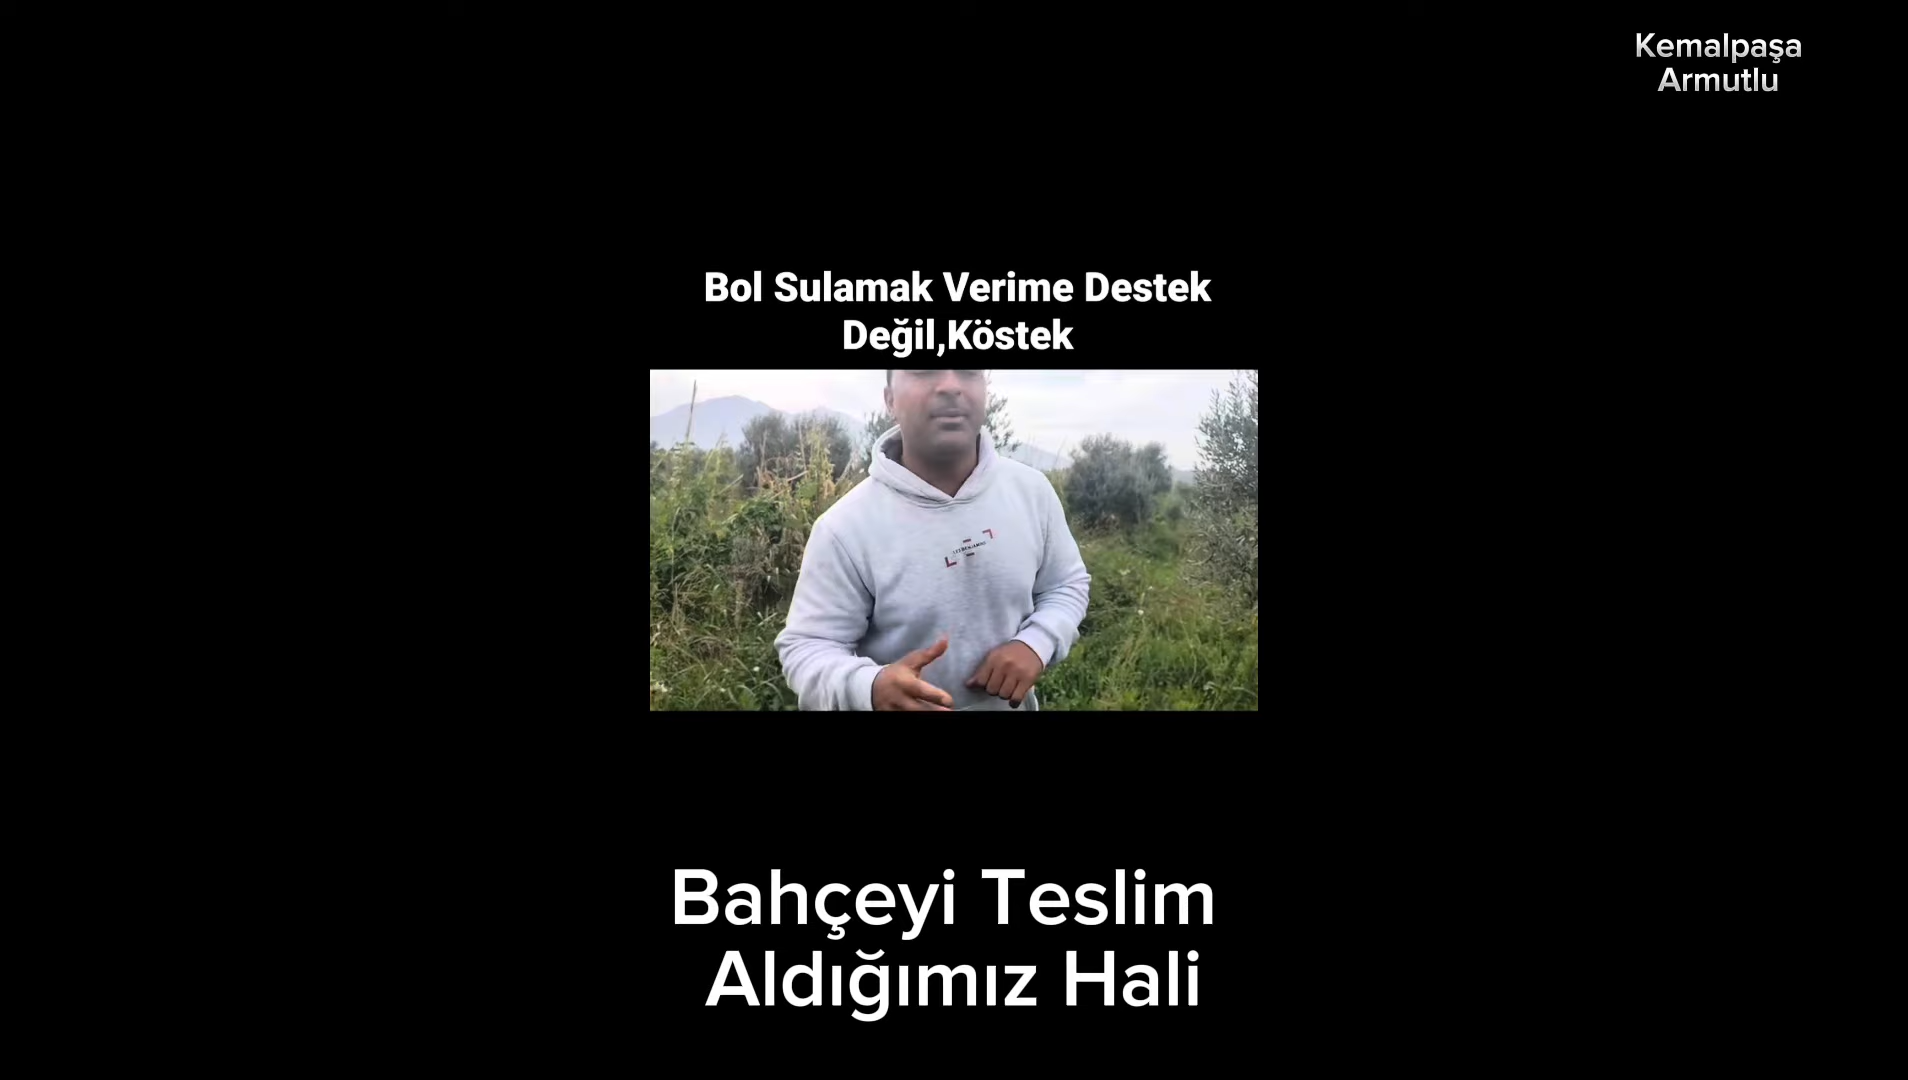 Kemalpaşa
Armutlu
Bol Sulamak Verime Destek
Değil,Köstek
Bahçeyi Teslim
Aldığımız Hali